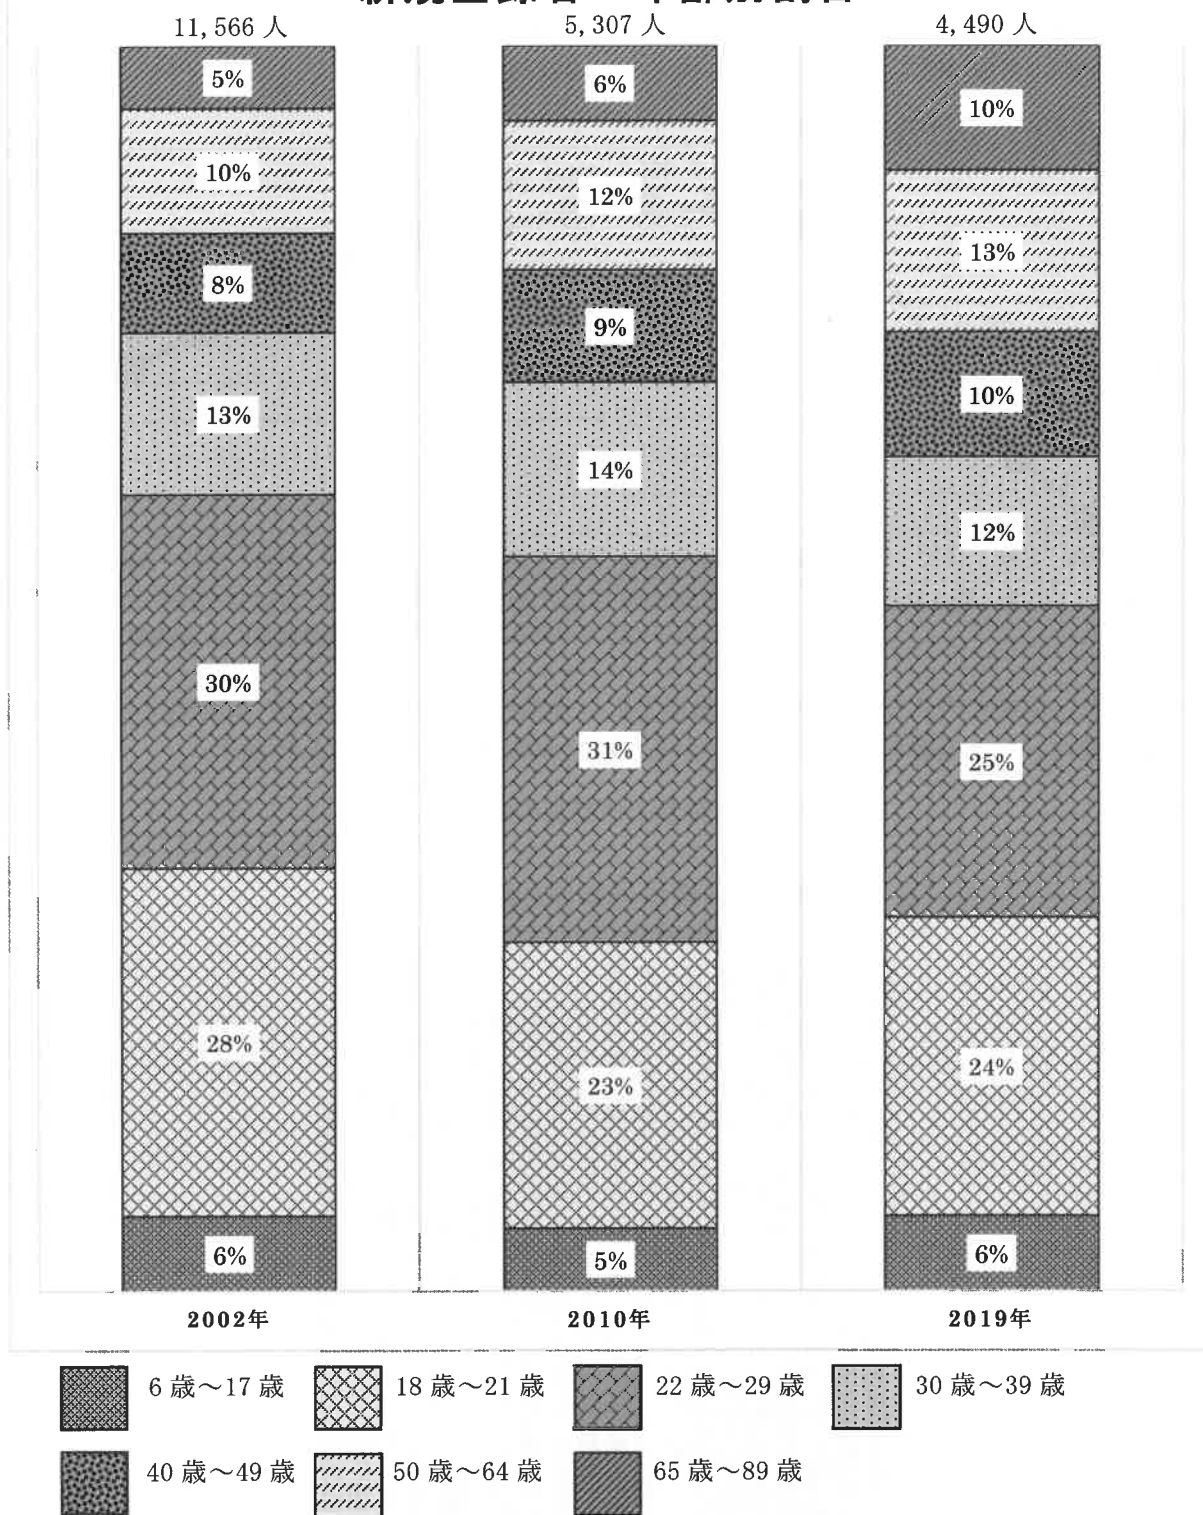 11,566 人 5,307 人 4,490 人
5% 6% 10%
10% 12% 13%
8% 9% 10%
13% 14% 12%
30% 31% 25%
28% 23% 24%
6% 5% 6%
2002年 2010年 2019年
6 歳～17 歳 18 歳～21 歳 22 歳～29 歳 30 歳～39 歳
40 歳～49 歳 50 歳～64 歳 65 歳～89 歳